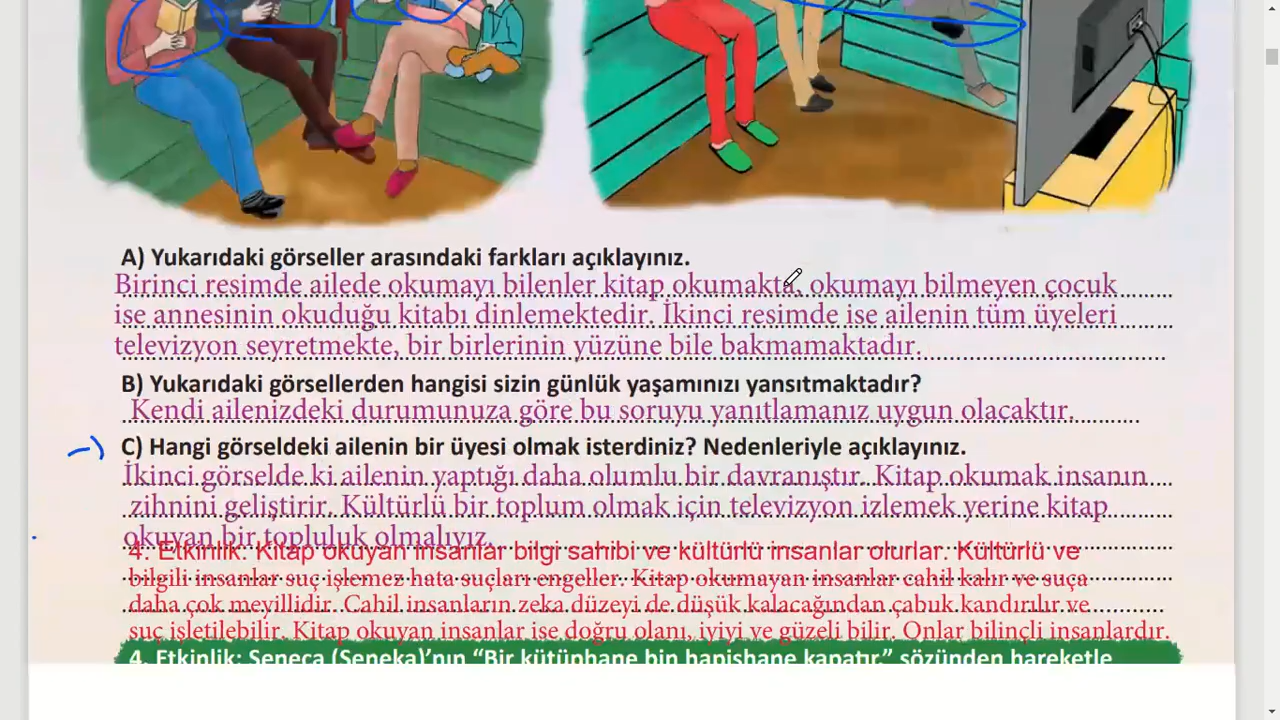 A) Yukarıdaki görseller arasındaki farkları açıklayınız.
Birinci resimde ailede okumayı bilenler kitap okumakta, okumayı bilmeyen çocuk
ise annesinin okuduğu kitabı dinlemektedir. İkinci resimde ise ailenin tüm üyeleri
televizyon seyretmekte, bir birlerinin yüzüne bile bakmamaktadır.
B) Yukarıdaki görsellerden hangisi sizin günlük yaşamınızı yansıtmaktadır?
Kendi ailenizdeki durumunuza göre bu soruyu yanıtlamanız uygun olacaktır.
C) Hangi görseldeki ailenin bir üyesi olmak isterdiniz? Nedenleriyle açıklayınız.
İkinci görselde ki ailenin yaptığı daha olumlu bir davranıştır. Kitap okumak insanın
zihnini geliştirir. Kültürlü bir toplum olmak için televizyon izlemek yerine kitap
okuyan bir topluluk olmalıyız.
4. Etkinlik: Kitap okuyan insanlar bilgi sahibi ve kültürlü insanlar olurlar. Kültürlü ve
bilgili insanlar suç işlemez hata suçları engeller. Kitap okumayan insanlar cahil kalır ve suça
daha çok meyillidir. Cahil insanların zeka düzeyi de düşük kalacağından çabuk kandırılır ve
suç işletilebilir. Kitap okuyan insanlar ise doğru olanı, iyiyi ve güzeli bilir. Onlar bilinçli insanlardır.
4. Etkinlik: Seneca (Seneka)'nın “Bir kütüphane bin hapishane kapatır.” sözünden hareketle